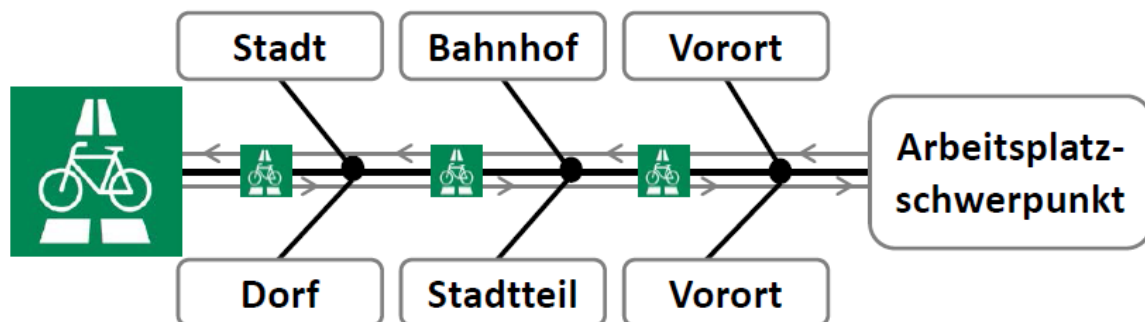 Stadt
Bahnhof
Vorort
Arbeitsplatz-
schwerpunkt
Dorf
Stadtteil
Vorort